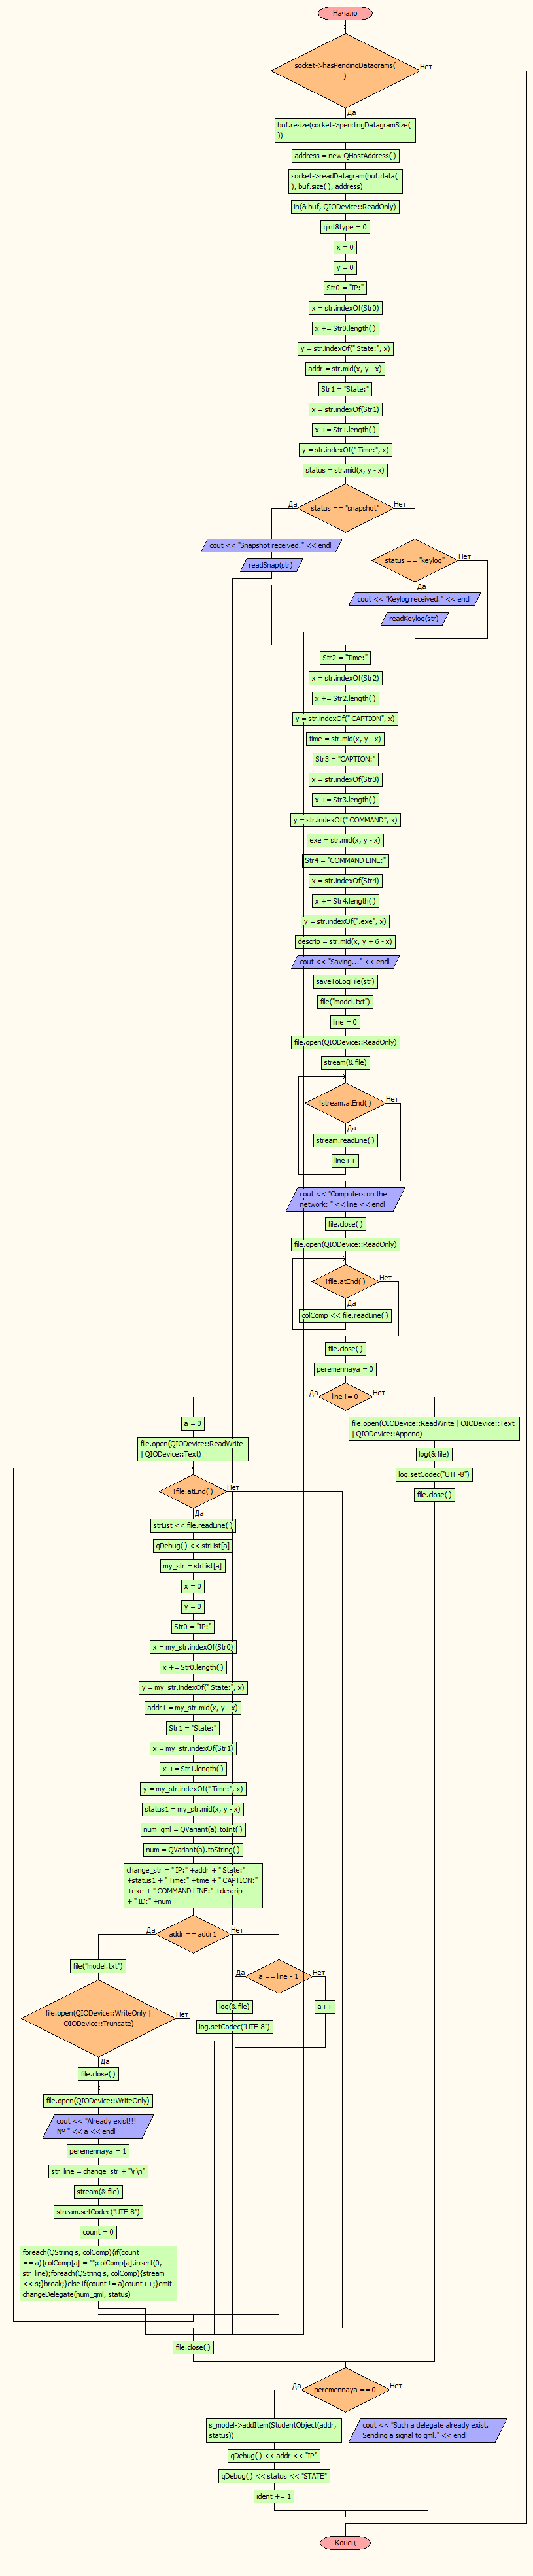 Начало
socket->hasPendingDatagrams(
)
Нет
Да
buf.resize(socket->pendingDatagramSize(
))
address = new QHostAddress( )
socket->readDatagram(buf.data(
), buf.size( ), address)
in(& buf, QIODevice::ReadOnly)
qint8type = 0
x = 0
y = 0
Str0 = "IP:"
x = str.indexOf(Str0)
x += Str0.length( )
y = str.indexOf(" State:", x)
addr = str.mid(x, y - x)
Str1 = "State:"
x = str.indexOf(Str1)
x += Str1.length( )
y = str.indexOf(" Time:", x)
status = str.mid(x, y - x)
Да
status == "snapshot"
Нет
cout << "Snapshot received." << endl
readSnap(str)
status == "keylog"
Нет
Да
cout << "Keylog received." << endl
readKeylog(str)
Str2 = "Time:"
x = str.indexOf(Str2)
x += Str2.length( )
y = str.indexOf(" CAPTION", x)
time = str.mid(x, y - x)
Str3 = "CAPTION:"
x = str.indexOf(Str3)
x += Str3.length( )
y = str.indexOf(" COMMAND", x)
exe = str.mid(x, y - x)
Str4 = "COMMAND LINE:"
x = str.indexOf(Str4)
x += Str4.length( )
y = str.indexOf(".exe", x)
descrip = str.mid(x, y + 6 - x)
cout << "Saving..." << endl
saveToLogFile(str)
file("model.txt")
line = 0
file.open(QIODevice::ReadOnly)
stream(& file)
!stream.atEnd( )
Нет
Да
stream.readLine( )
line++
cout << "Computers on the
network: " << line << endl
file.close( )
file.open(QIODevice::ReadOnly)
!file.atEnd( )
Нет
Да
colComp << file.readLine( )
file.close( )
peremennaya = 0
Да
line != 0
Нет
a = 0
file.open(QIODevice::ReadWrite
| QIODevice::Text)
file.open(QIODevice::ReadWrite | QIODevice::Text
| QIODevice::Append)
log(& file)
log.setCodec("UTF-8")
file.close( )
!file.atEnd( )
Нет
Да
strList << file.readLine( )
qDebug( ) << strList[a]
my_str = strList[a]
x = 0
y = 0
Str0 = "IP:"
x = my_str.indexOf(Str0)
x += Str0.length( )
y = my_str.indexOf(" State:", x)
addr1 = my_str.mid(x, y - x)
Str1 = "State:"
x = my_str.indexOf(Str1)
x += Str1.length( )
y = my_str.indexOf(" Time:", x)
status1 = my_str.mid(x, y - x)
num_qml = QVariant(a).toInt( )
num = QVariant(a).toString( )
change_str = " IP:" +addr + " State:"
+status1 + " Time:" +time + " CAPTION:"
+exe + " COMMAND LINE:" +descrip
+ " ID:" +num
Да
addr == addr1
Нет
file("model.txt")
Да
a == line - 1
Нет
log(& file)
a++
log.setCodec("UTF-8")
file.open(QIODevice::WriteOnly |
QIODevice::Truncate)
Нет
Да
file.close( )
file.open(QIODevice::WriteOnly)
cout << "Already exist!!!
№ " << a << endl
peremennaya = 1
str_line = change_str + "\r\n"
stream(& file)
stream.setCodec("UTF-8")
count = 0
foreach(QString s, colComp){if(count
== a){colComp[a] = "";colComp[a].insert(0,
str_line);foreach(QString s, colComp){stream
<< s;}break;}else if(count != a)count++;}emit
changeDelegate(num_qml, status)
file.close( )
Да
peremennaya == 0
Нет
s_model->addItem(StudentObject(addr,
status))
cout << "Such a delegate already exist.
Sending a signal to qml." << endl
qDebug( ) << addr << "IP"
qDebug( ) << status << "STATE"
ident += 1
Конец